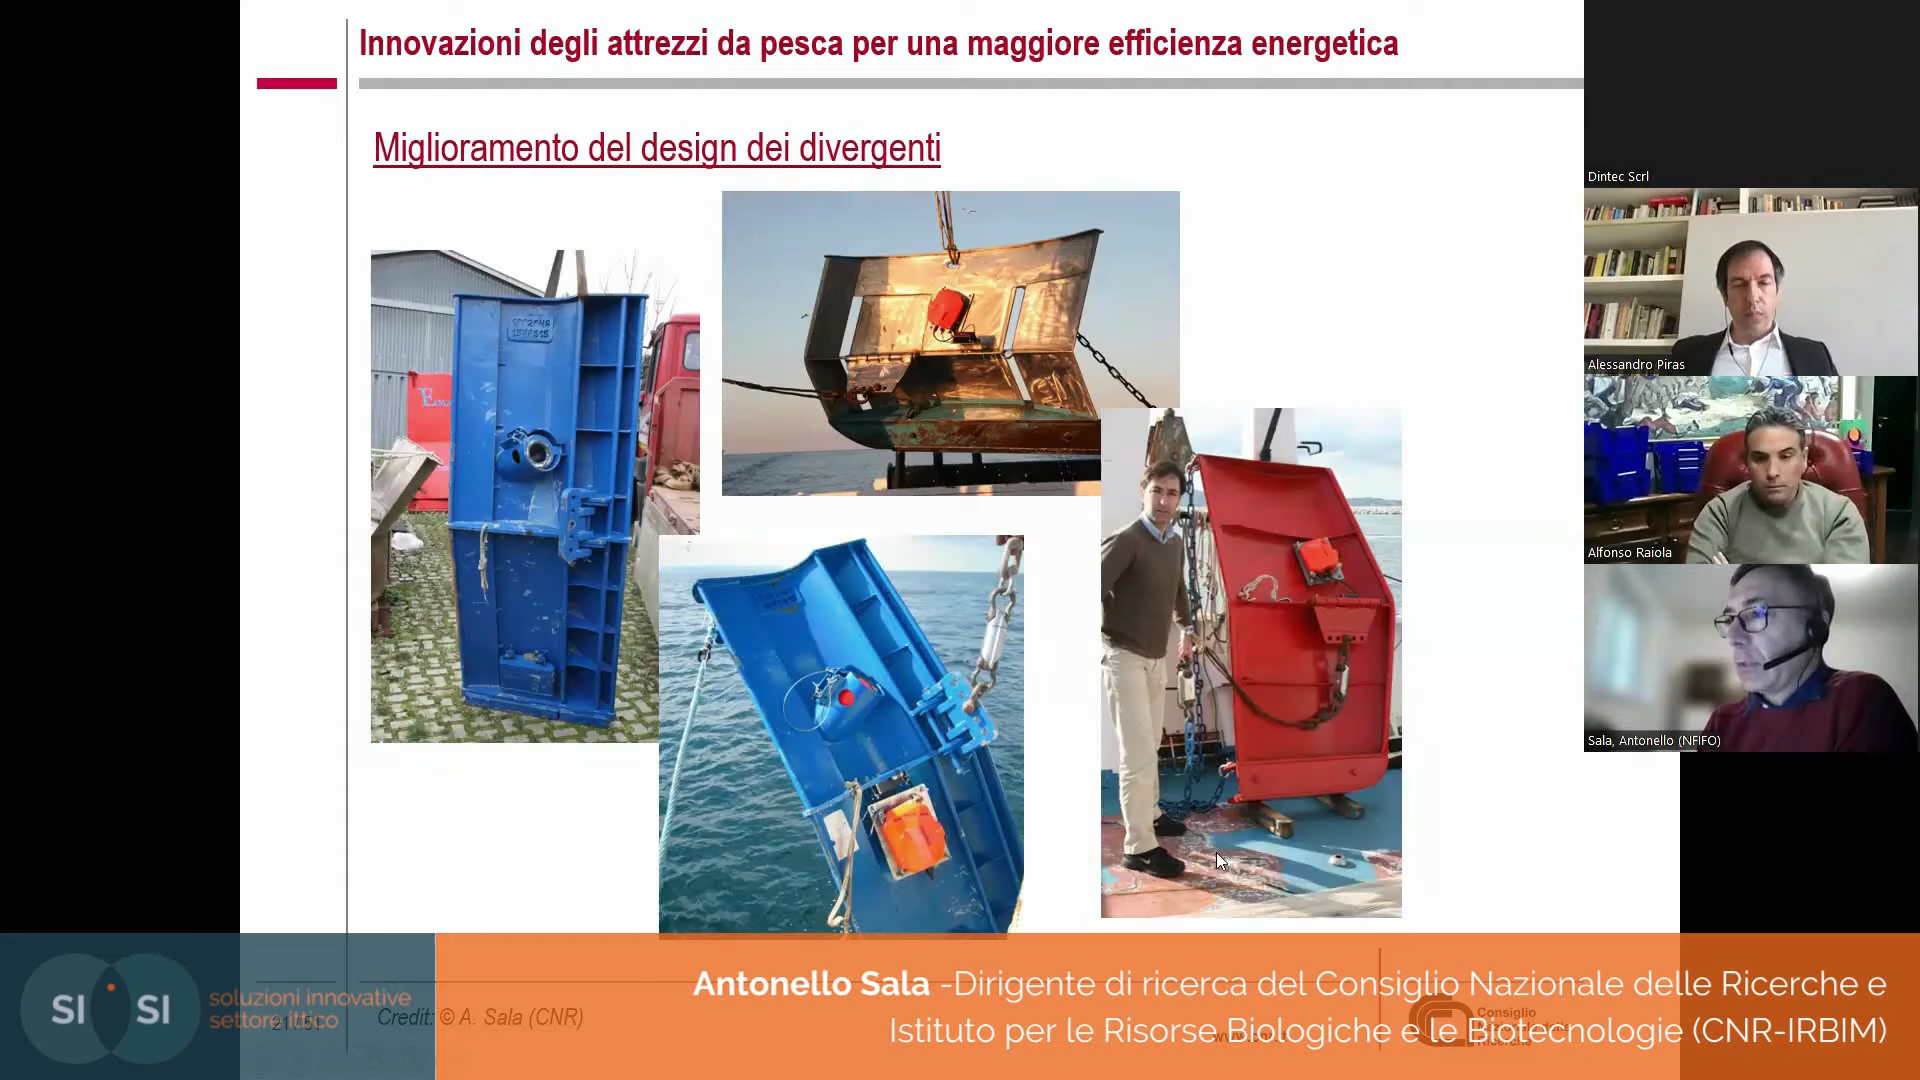 Innovazioni degli attrezzi da pesca per una maggiore efficienza energetica
Miglioramento del design dei divergenti
Dintec Scrl
Alessandro Piras
Alfonso Raiola
Sala, Antonello (NFIFO)
SI SI
soluzioni innovative
settore ittico
Credit: © A. Sala (CNR)
Antonello Sala -Dirigente di ricerca del Consiglio Nazionale delle Ricerche e
Istituto per le Risorse Biologiche e le Biotecnologie (CNR-IRBIM)
Consiglio
Ricerche